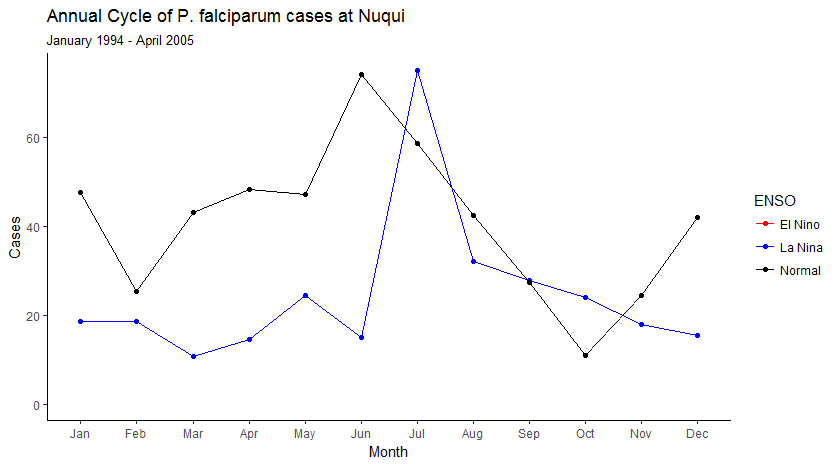 Annual Cycle of P. falciparum cases at Nuqui
January 1994 - April 2005
60
40
20
0
Cases
Jan Feb Mar Apr May Jun Jul Aug Sep Oct Nov Dec
Month
ENSO
El Nino
La Nina
Normal